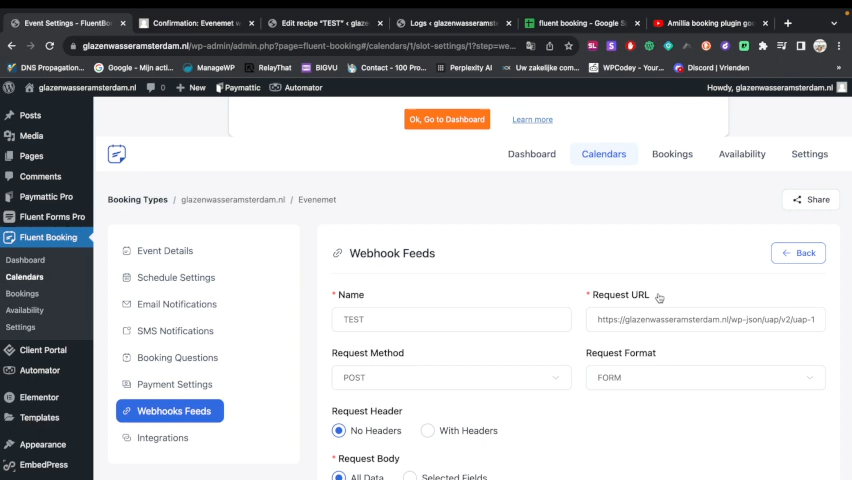 Event Settings - FluentBoo
Confirmation: Evenemet w
Edit recipe "TEST" ‹ glaze
Logs ‹ glazenwasseramste
fluent booking - Google S
Amillia booking plugin go
glazenwasseramsterdam.nl/wp-admin/admin.php?page=fluent-booking#/calendars/1/slot-settings/1?step=we...
DNS Propagation...
Google - Mijn acti...
ManageWP
RelayThat
BIGVU
Contact - 100 Pro...
Perplexity AI
Uw zakelijke com...
WPCodey - Your...
Discord | Vrienden
glazenwasseramsterdam.nl
0
New
Paymattic
Automator
Howdy, glazenwasseramsterdam.nl
Posts
Media
Pages
Comments
Paymattic Pro
Fluent Forms Pro
Fluent Booking
Dashboard
Calendars
Bookings
Availability
Settings
Client Portal
Automator
Elementor
Templates
Appearance
EmbedPress
Ok, Go to Dashboard
Learn more
Dashboard
Calendars
Bookings
Availability
Settings
Booking Types / glazenwasseramsterdam.nl / Evenemet
Share
Event Details
Schedule Settings
Email Notifications
SMS Notifications
Booking Questions
Payment Settings
Webhooks Feeds
Integrations
Webhook Feeds
Back
* Name
* Request URL
TEST
https://glazenwasseramsterdam.nl/wp-json/uap/v2/uap-1
Request Method
Request Format
POST
FORM
Request Header
No Headers
With Headers
* Request Body
All Data
Selected Fields